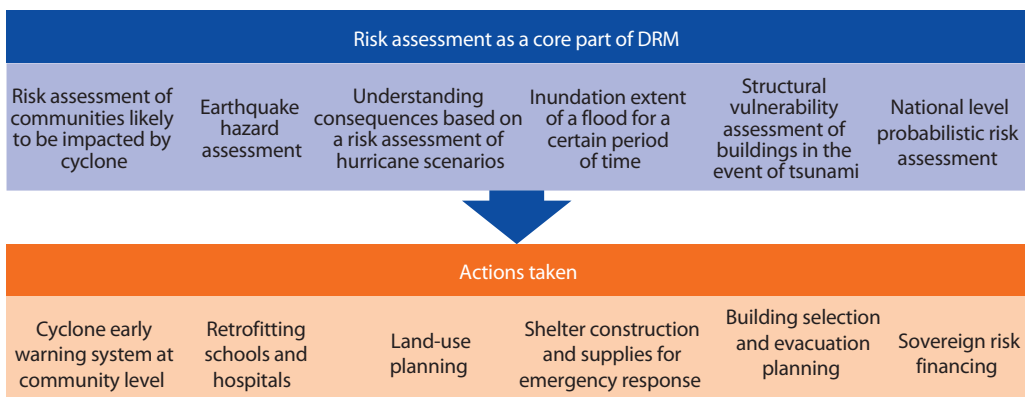 Risk assessment as a core part of DRM
Risk assessment of
communities likely
to be impacted by
cyclone
Earthquake
hazard
assessment
Understanding
consequences based on
a risk assessment of
hurricane scenarios
Inundation extent
of a flood for a
certain period
of time
Structural
vulnerability
assessment of
buildings in the
event of tsunami
National level
probabilistic risk
assessment
Actions taken
Cyclone early
warning system at
community level
Retrofitting
schools and
hospitals
Land-use
planning
Shelter construction
and supplies for
emergency response
Building selection
and evacuation
planning
Sovereign risk
financing